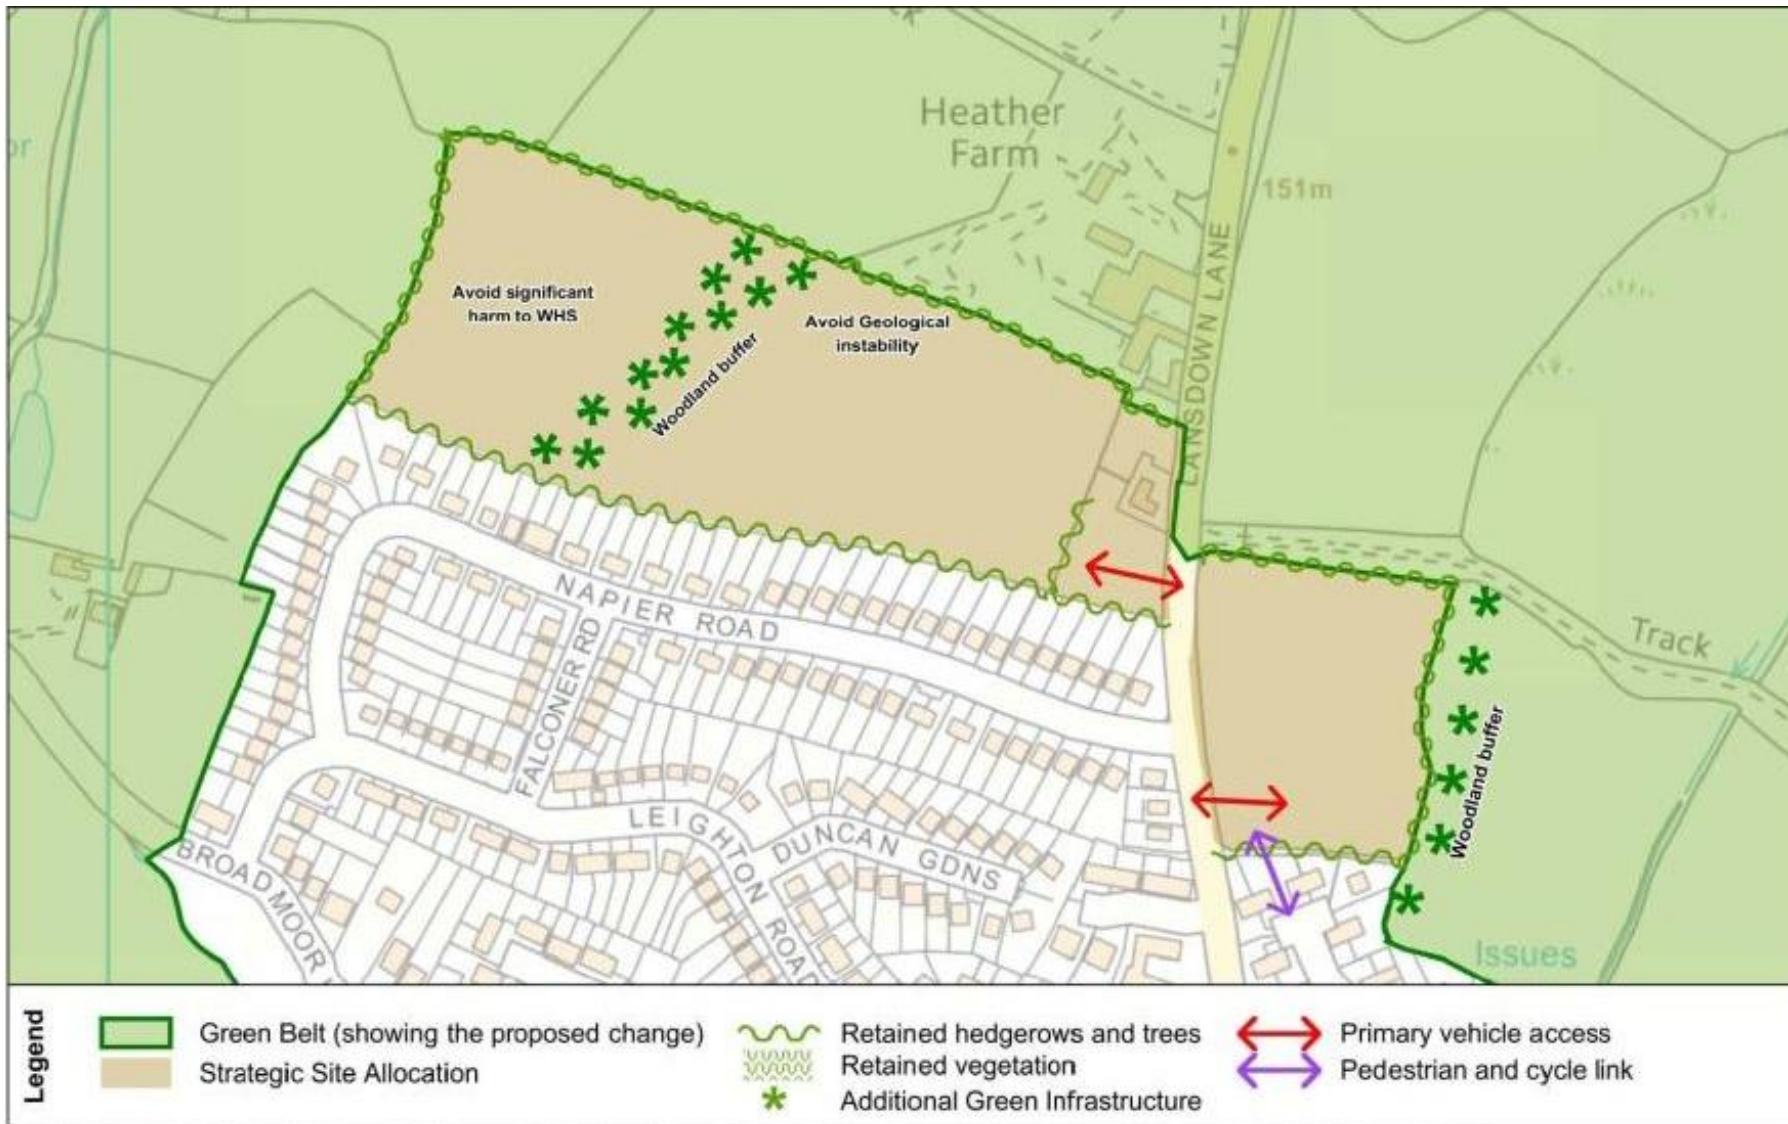 or
Heather
Farm
151m
LANSDOWN LANE
Avoid significant
harm to WHS
Avoid Geological
instability
Woodland buffer
NAPIER ROAD
FALCONER RD
Track
Woodland buffer
LEIGHTON ROAD
DUNCAN GDNS
BROADMOOR
Issues
Legend
Green Belt (showing the proposed change)
Strategic Site Allocation
Retained hedgerows and trees
Retained vegetation
Additional Green Infrastructure
Primary vehicle access
Pedestrian and cycle link